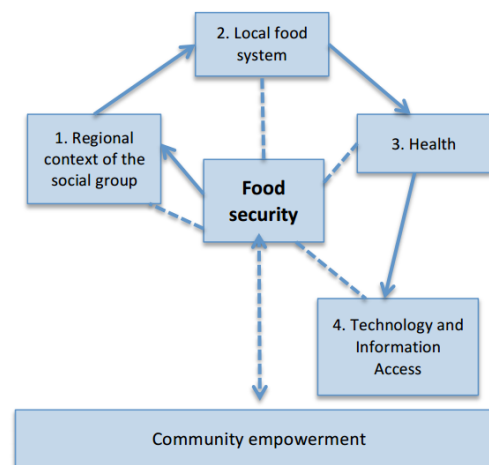 2. Local food
system
1. Regional
context of the
social group
3. Health
Food
security
4. Technology and
Information
Access
Community empowerment